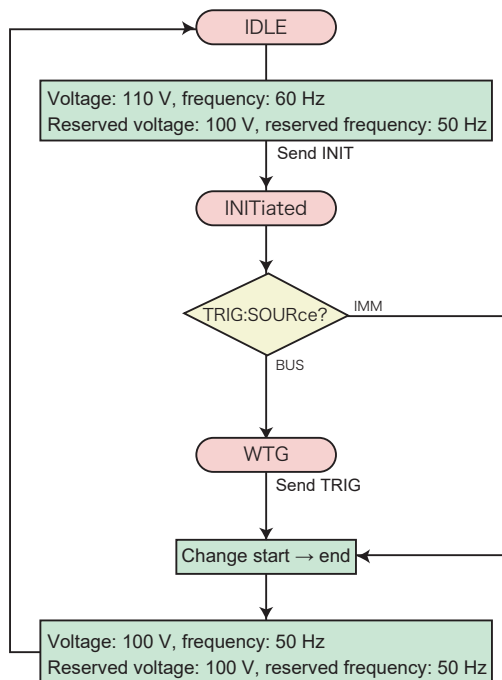 IDLE
Voltage: 110 V, frequency: 60 Hz
Reserved voltage: 100 V, reserved frequency: 50 Hz
Send INIT
INITiated
TRIG:SOURce?
IMM
BUS
WTG
Send TRIG
Change start → end
Voltage: 100 V, frequency: 50 Hz
Reserved voltage: 100 V, reserved frequency: 50 Hz